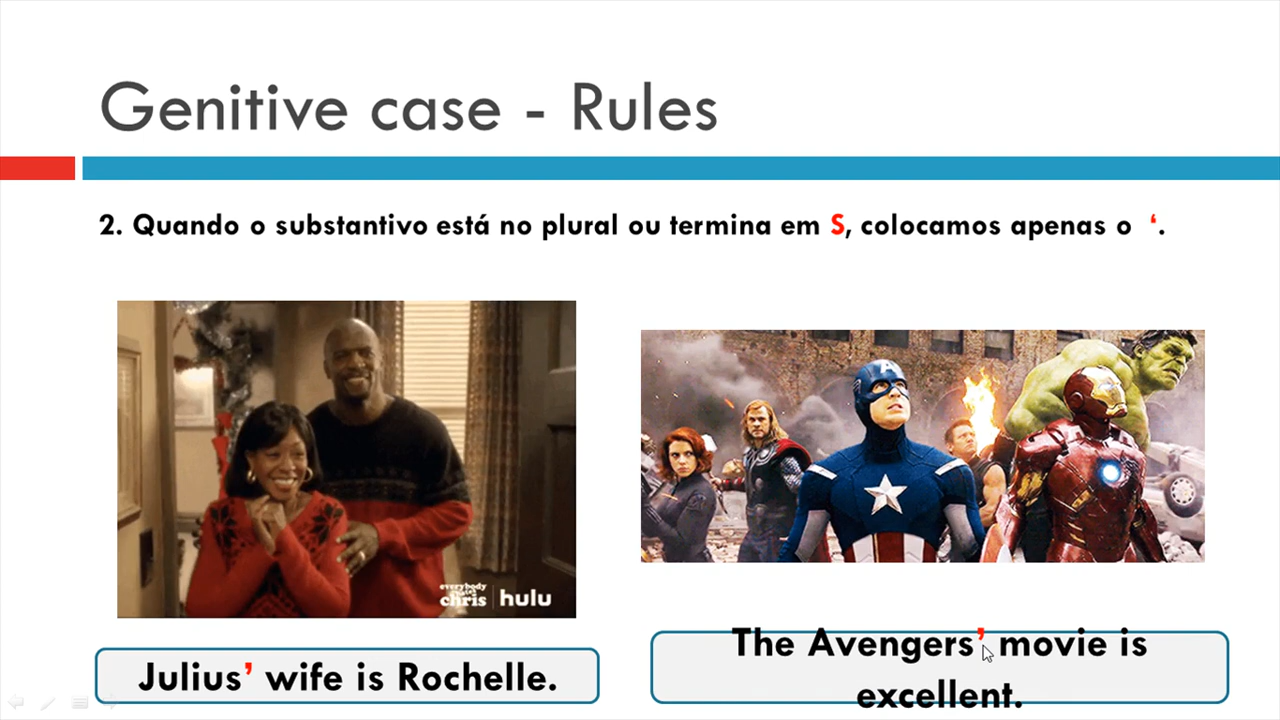 Genitive case - Rules
2. Quando o substantivo está no plural ou termina em S, colocamos apenas o ‘.
everybody
hates
chris | hulu
Julius’ wife is Rochelle.
The Avengers’ movie is
excellent.